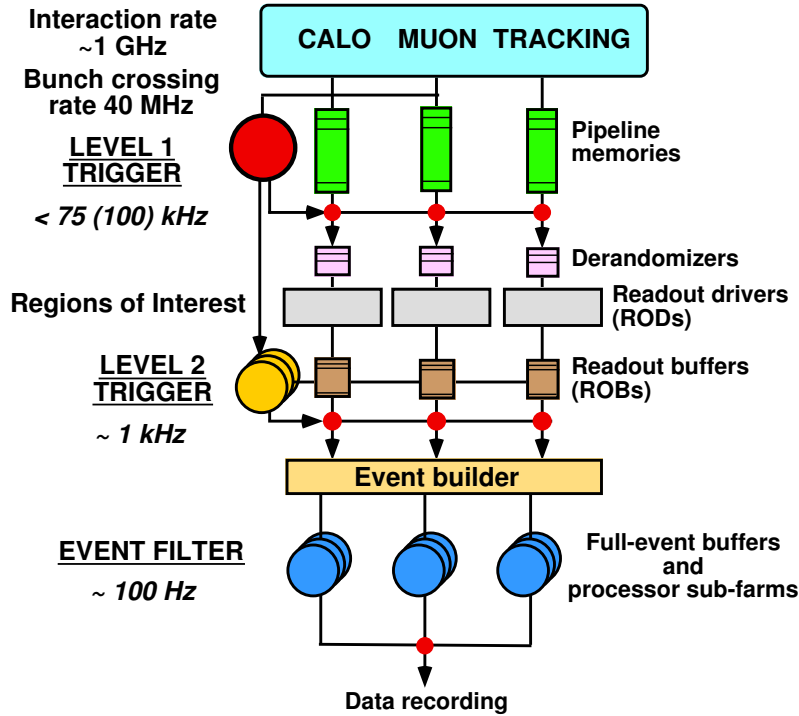 Interaction rate
~1 GHz
CALO MUON TRACKING
Bunch crossing
rate 40 MHz
LEVEL 1
TRIGGER
Pipeline
memories
< 75 (100) kHz
Derandomizers
Regions of Interest
Readout drivers
(RODs)
LEVEL 2
TRIGGER
Readout buffers
(ROBs)
~ 1 kHz
Event builder
EVENT FILTER
~ 100 Hz
Full-event buffers
and
processor sub-farms
Data recording